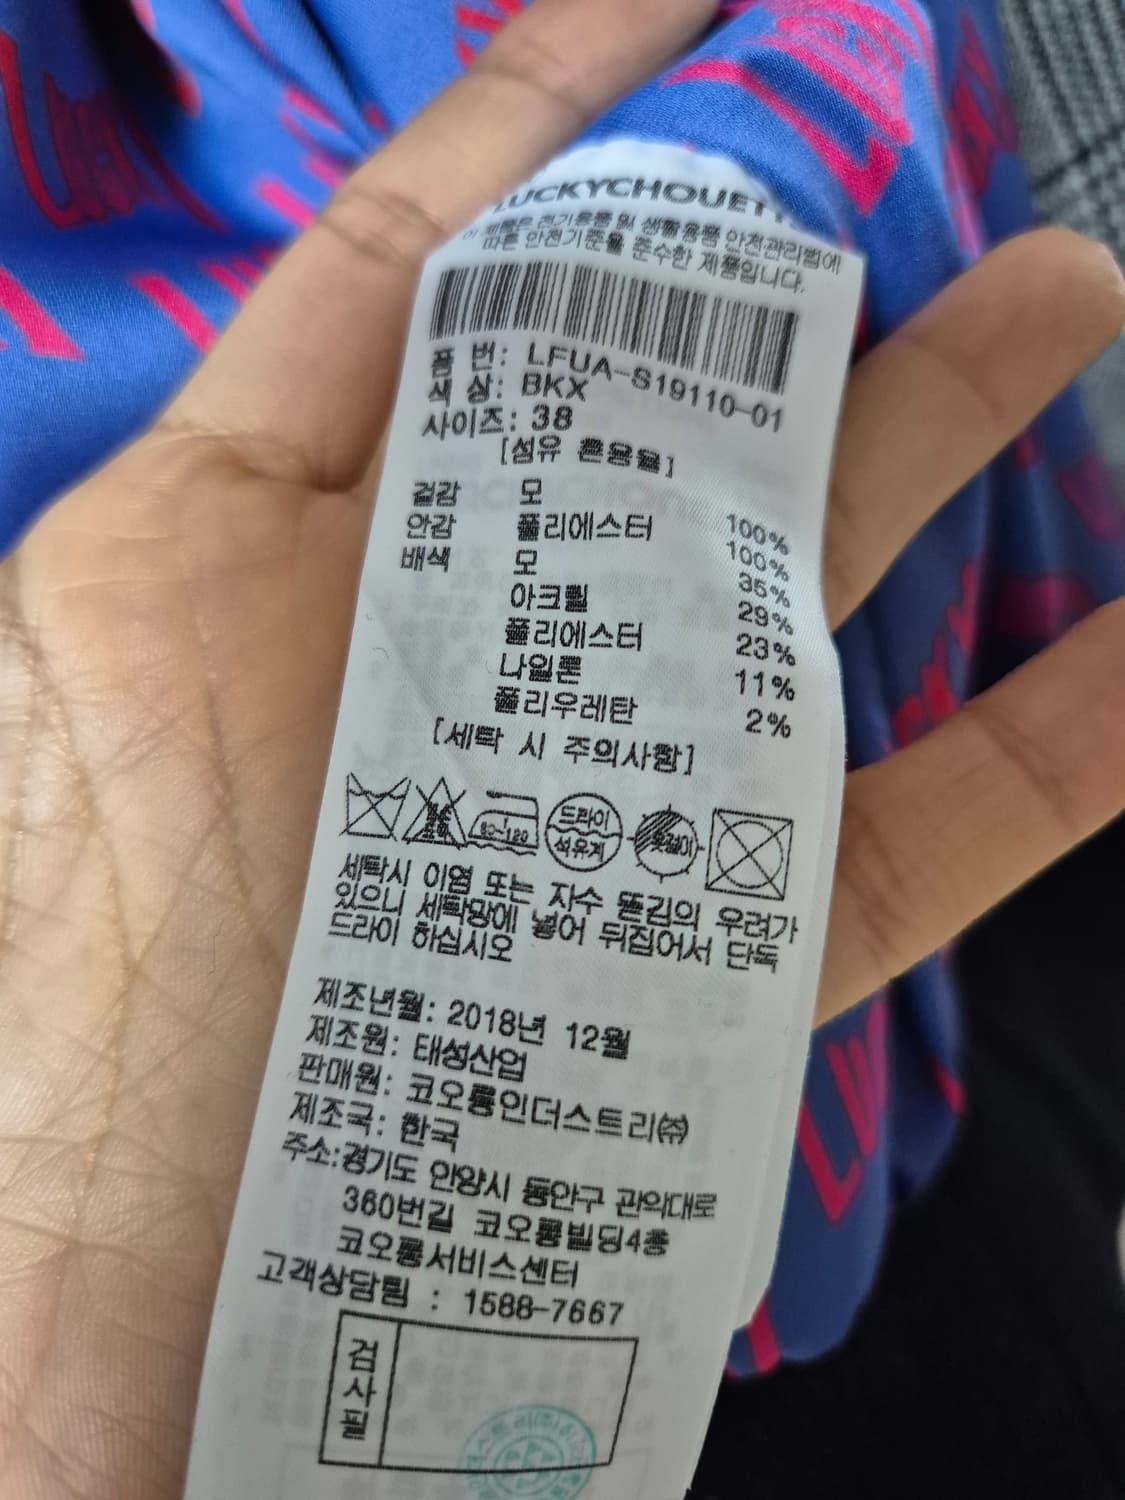 LUCKYCHOUETTE
이 제품은 전기용품 및 생활용품 안전관리법에
따른 안전기준을 준수한 제품입니다.
품 번: LFUA-S19110-01
색 상: BKX
사이즈: 38
[섬유 혼용율]
겉감 모 100%
안감 폴리에스터 100%
배색 모 35%
아크릴 29%
폴리에스터 23%
나일론 11%
폴리우레탄 2%
[세탁 시 주의사항]
80~120
드라이
석유계
옷걸이
세탁시 이염 또는 자수 뜯김의 우려가
있으니 세탁망에 넣어 뒤집어서 단독
드라이 하십시오
제조년월: 2018년 12월
제조원: 태성산업
판매원: 코오롱인더스트리㈜
제조국: 한국
주소:경기도 안양시 동안구 관악대로
360번길 코오롱빌딩4층
코오롱서비스센터
고객상담팀 : 1588-7667
검사필